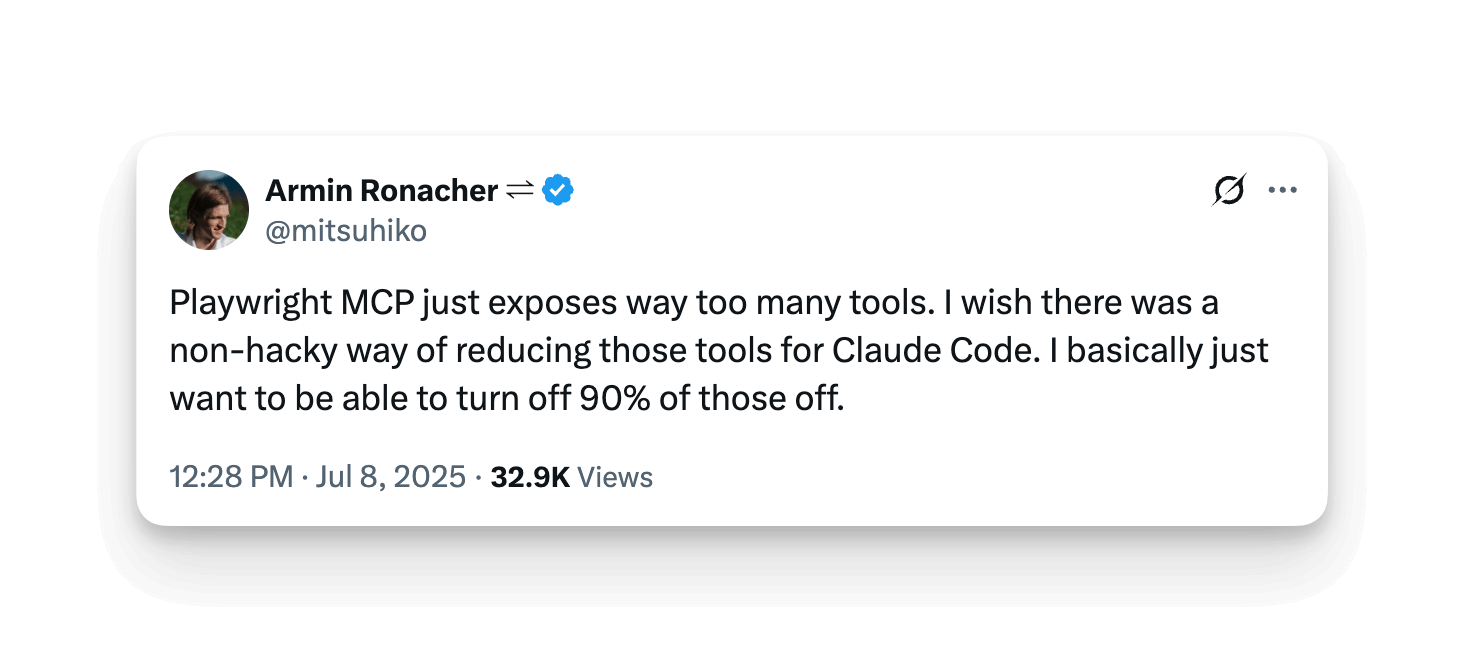 Armin Ronacher ⇌
@mitsuhiko
Playwright MCP just exposes way too many tools. I wish there was a
non-hacky way of reducing those tools for Claude Code. I basically just
want to be able to turn off 90% of those off.
12:28 PM · Jul 8, 2025 · 32.9K Views